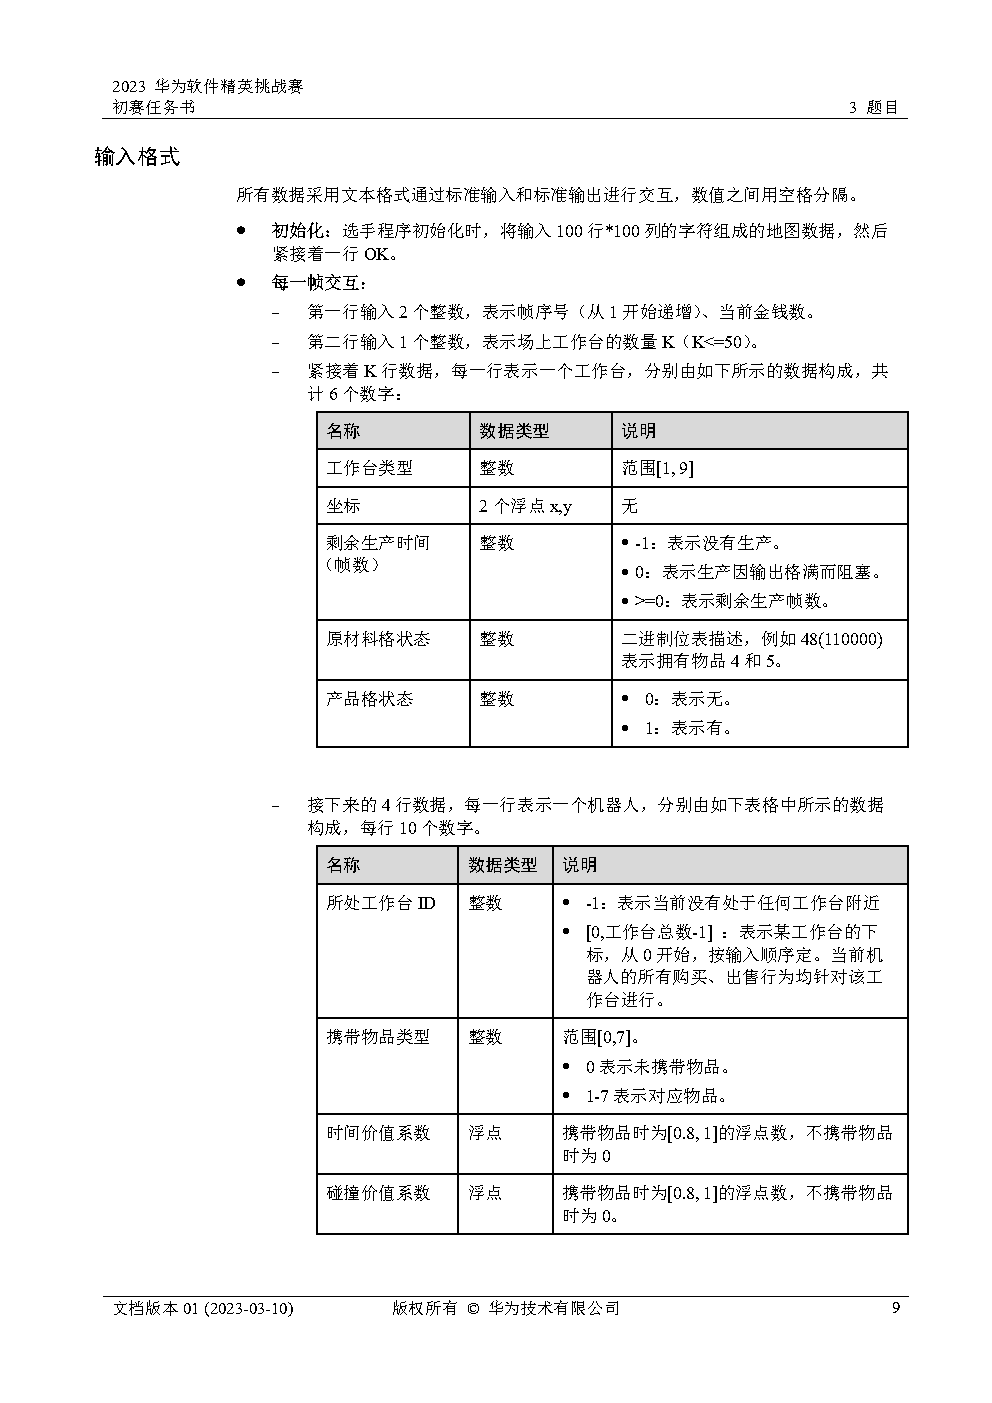 2023 华为软件精英挑战赛
初赛任务书
3 题目
输入格式
所有数据采用文本格式通过标准输入和标准输出进行交互，数值之间用空格分隔。
● 初始化：选手程序初始化时，将输入 100 行*100 列的字符组成的地图数据，然后
紧接着一行 OK。
● 每一帧交互：
− 第一行输入 2 个整数，表示帧序号（从 1 开始递增）、当前金钱数。
− 第二行输入 1 个整数，表示场上工作台的数量 K（K<=50）。
− 紧接着 K 行数据，每一行表示一个工作台，分别由如下所示的数据构成，共
计 6 个数字：
名称 数据类型 说明
工作台类型 整数 范围[1, 9]
坐标 2 个浮点 x,y 无
剩余生产时间 整数 ● -1：表示没有生产。
（帧数）
● 0：表示生产因输出格满而阻塞。
● >=0：表示剩余生产帧数。
原材料格状态 整数 二进制位表描述，例如 48(110000)
表示拥有物品 4 和 5。
产品格状态 整数 ● 0：表示无。
● 1：表示有。
− 接下来的 4 行数据，每一行表示一个机器人，分别由如下表格中所示的数据
构成，每行 10 个数字。
名称 数据类型 说明
所处工作台 ID 整数 ● -1：表示当前没有处于任何工作台附近
● [0,工作台总数-1] ：表示某工作台的下
标，从 0 开始，按输入顺序定。当前机
器人的所有购买、出售行为均针对该工
作台进行。
携带物品类型 整数 范围[0,7]。
● 0 表示未携带物品。
● 1-7 表示对应物品。
时间价值系数 浮点 携带物品时为[0.8, 1]的浮点数，不携带物品
时为 0
碰撞价值系数 浮点 携带物品时为[0.8, 1]的浮点数，不携带物品
时为 0。
文档版本 01 (2023-03-10) 版权所有 © 华为技术有限公司 9